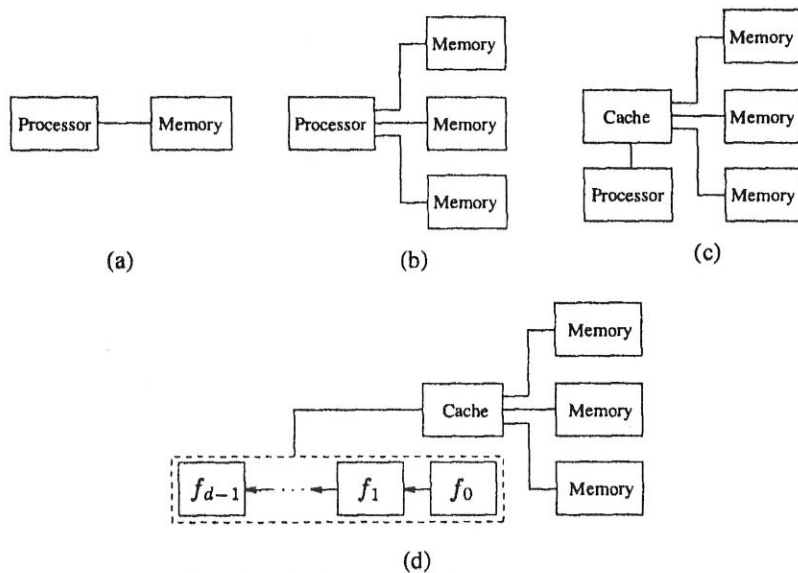 Processor
Memory
(a)
Processor
Memory
Memory
Memory
(b)
Cache
Processor
Memory
Memory
Memory
(c)
Cache
Memory
Memory
Memory
f_{d-1}
...
f_1
f_0
(d)